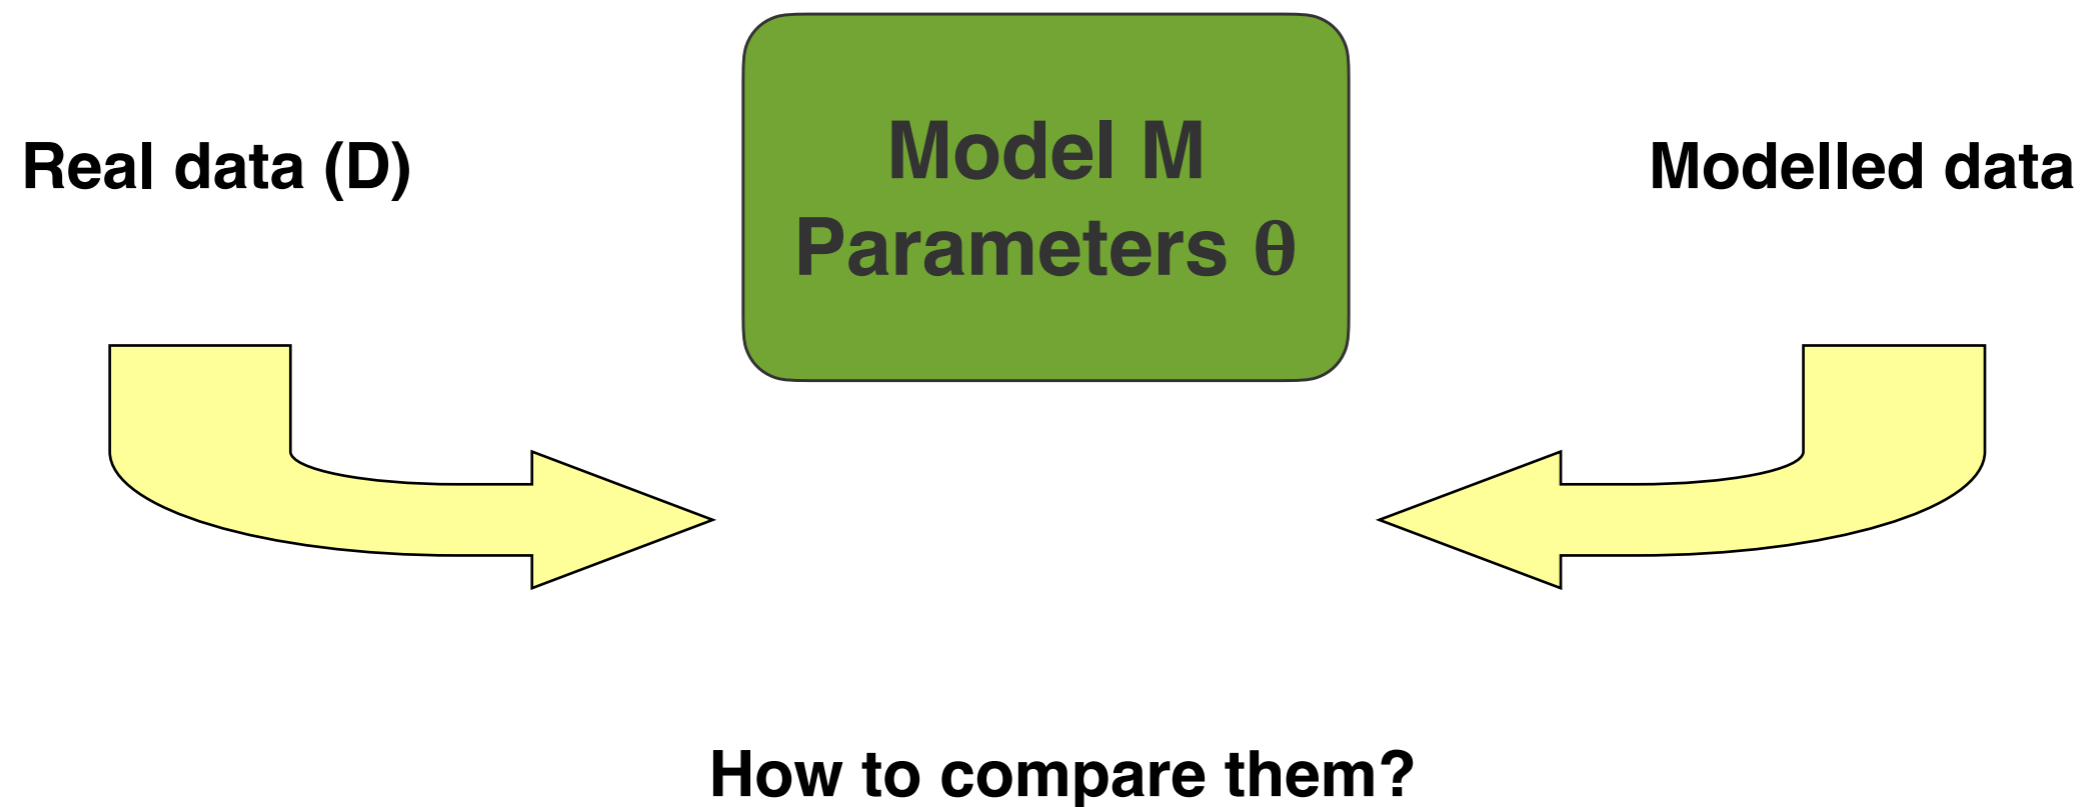 Real data (D)
Model M
Parameters θ
Modelled data
How to compare them?